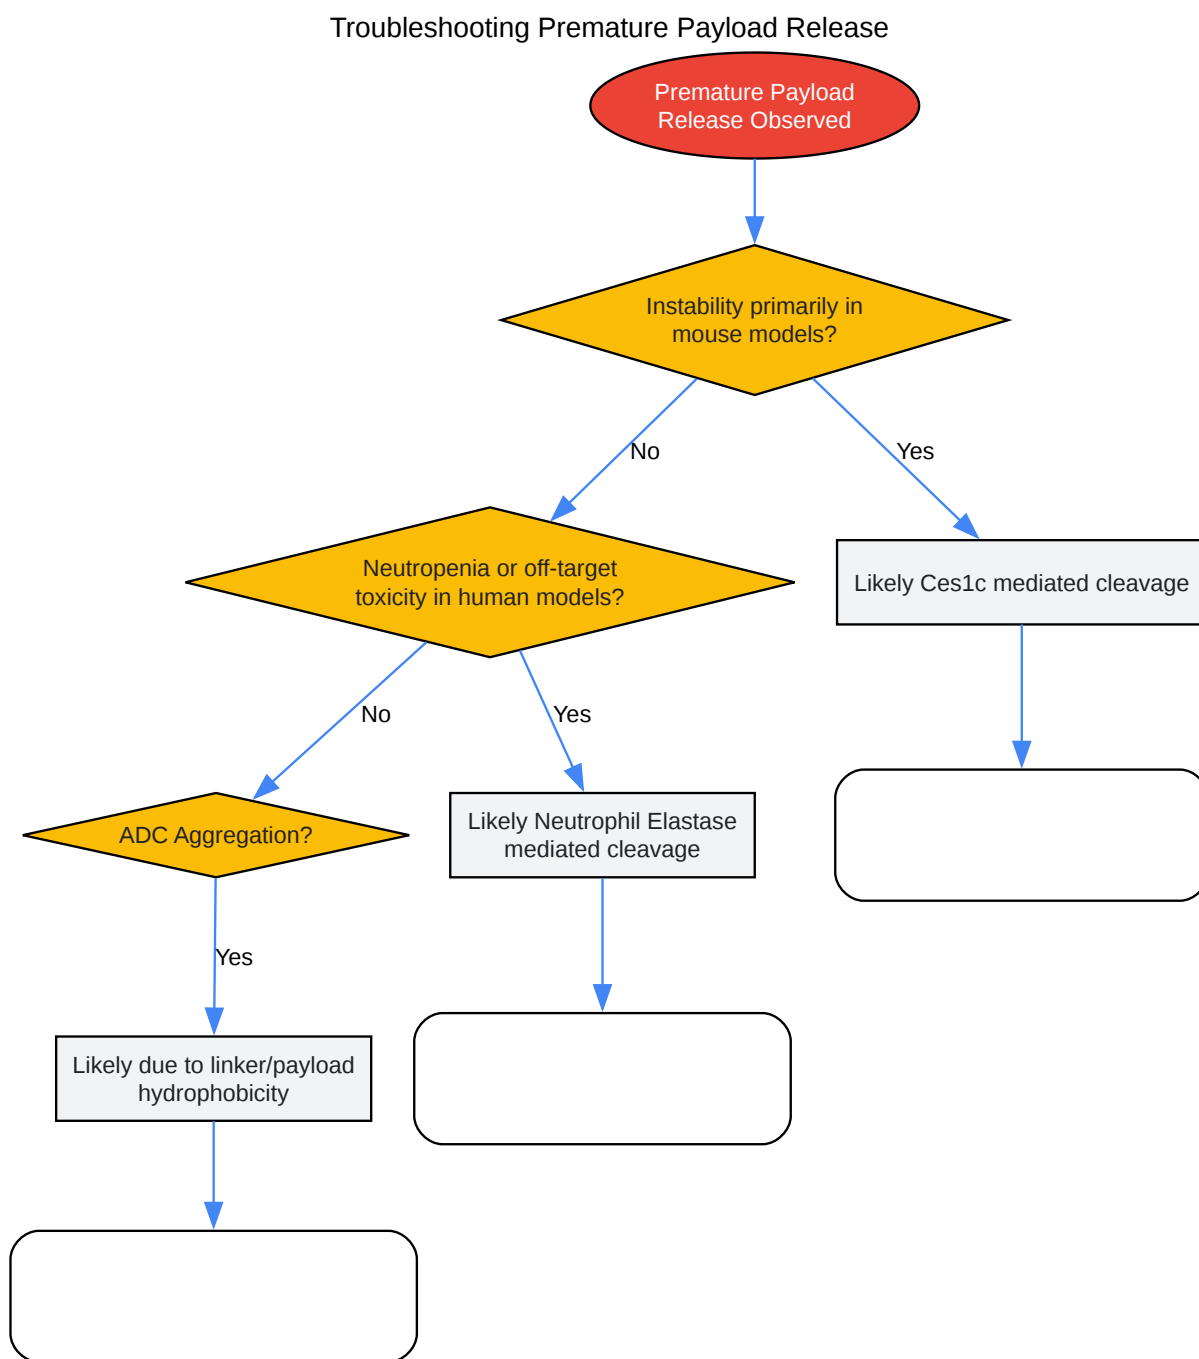 Troubleshooting Premature Payload Release
Premature Payload
Release Observed
Instability primarily in
mouse models?
No
Yes
Neutropenia or off-target
toxicity in human models?
Likely Ces1c mediated cleavage
No
Yes
ADC Aggregation?
Likely Neutrophil Elastase
mediated cleavage
Yes
Likely due to linker/payload
hydrophobicity